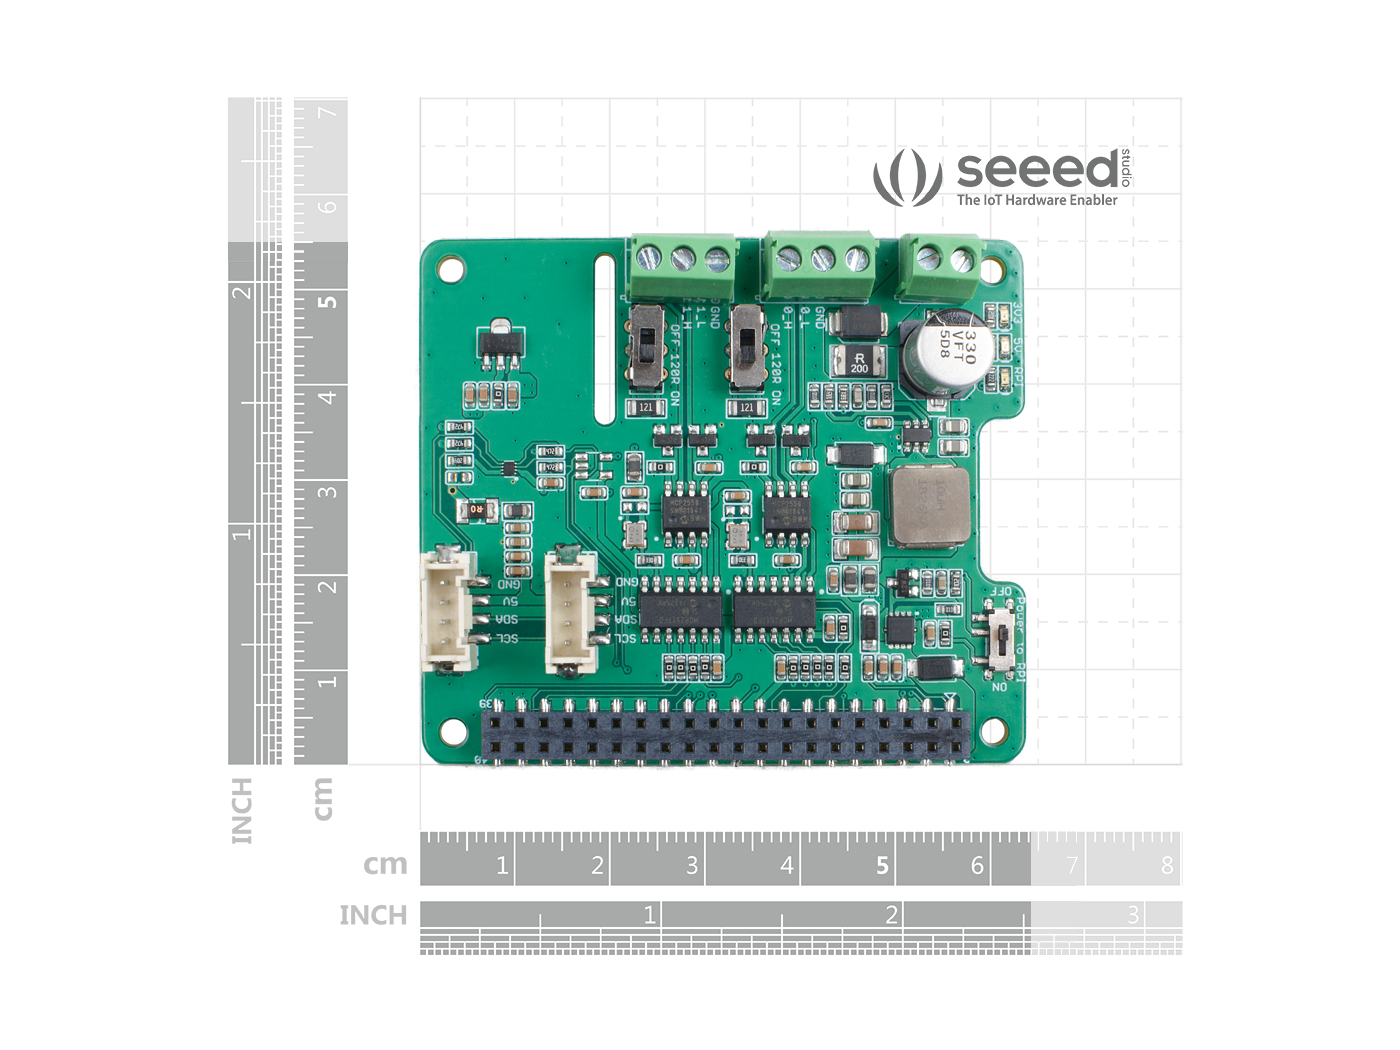 seeed
studio
The IoT Hardware Enabler
7
6
5
4
3
2
1
cm
2
1
INCH
1_H
1_L
GND
0_H
0_L
GND
OFF 120R ON
OFF 120R ON
121
121
R
200
330
VFT
5D8
3V3
5V
RPI
R0
GND
5V
SDA
SCL
GND
5V
SDA
SCL
OFF
Power to RPI
ON
39
40
cm 1 2 3 4 5 6 7 8
INCH 1 2 3